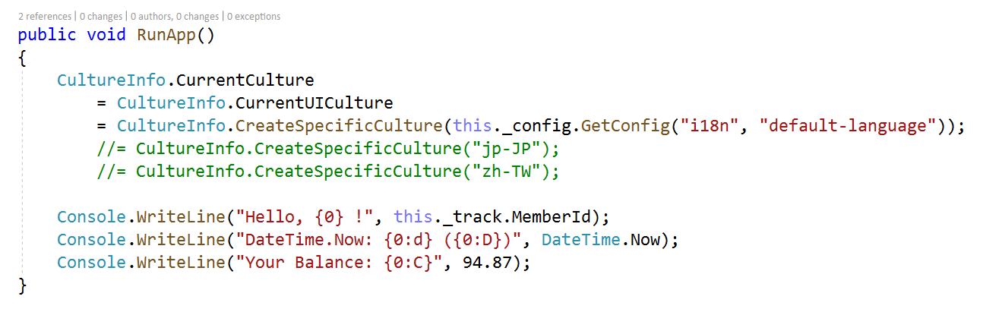 2 references | 0 changes | 0 authors, 0 changes | 0 exceptions
public void RunApp()
{
    CultureInfo.CurrentCulture
        = CultureInfo.CurrentUICulture
        = CultureInfo.CreateSpecificCulture(this._config.GetConfig("i18n", "default-language"));
        //= CultureInfo.CreateSpecificCulture("jp-JP");
        //= CultureInfo.CreateSpecificCulture("zh-TW");

    Console.WriteLine("Hello, {0} !", this._track.MemberId);
    Console.WriteLine("DateTime.Now: {0:d} ({0:D})", DateTime.Now);
    Console.WriteLine("Your Balance: {0:C}", 94.87);
}